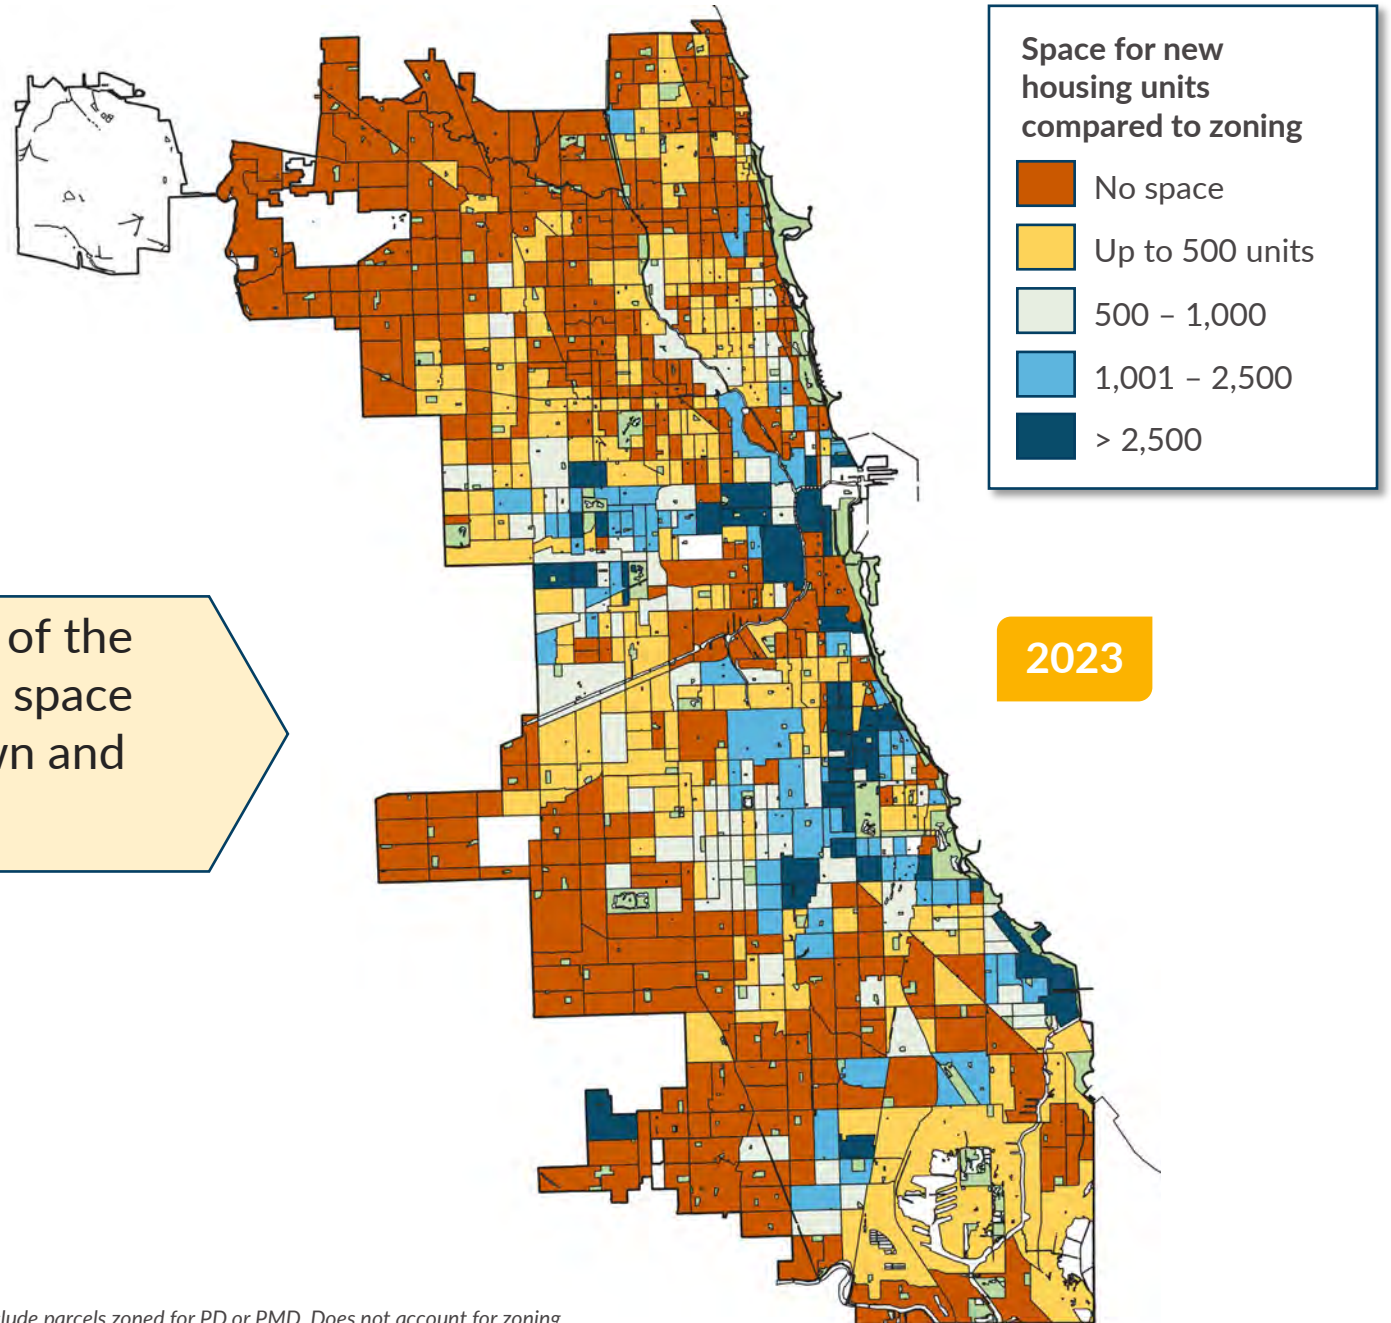 Space for new
housing units
compared to zoning
No space
Up to 500 units
500 – 1,000
1,001 – 2,500
> 2,500
of the
space
and
2023
parcels zoned for PD or PMD. Does not account for zoning